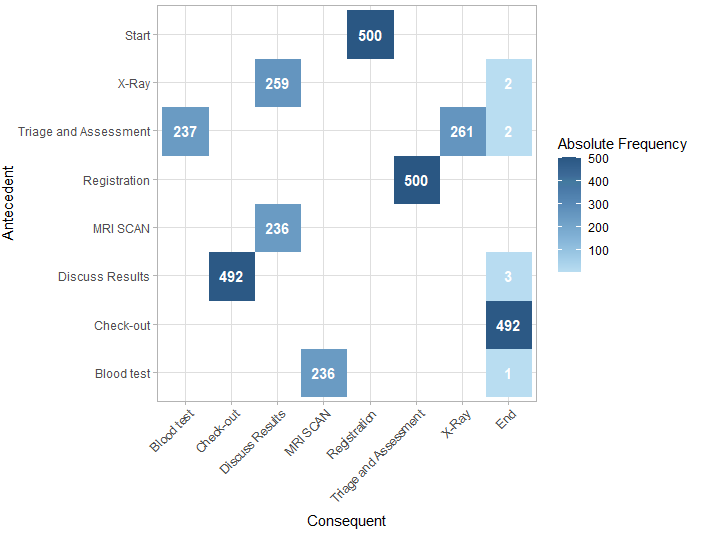 Start
500
X-Ray
259
2
Triage and Assessment
237
261
2
Registration
500
MRI SCAN
236
Discuss Results
492
3
Check-out
492
Blood test
236
1
Antecedent
Blood test
Check-out
Discuss Results
MRI SCAN
Registration
Triage and Assessment
X-Ray
End
Consequent
Absolute Frequency
500
400
300
200
100